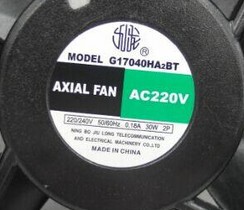 ®
MODEL G17040HA2BT
AXIAL FAN AC220V
220/240V 50/60Hz 0.18A 30W 2P
NING BO JIU LONG TELECOMMUNICATION
AND ELECTRICAL MACHINERY CO.,LTD
MADE IN CHINA